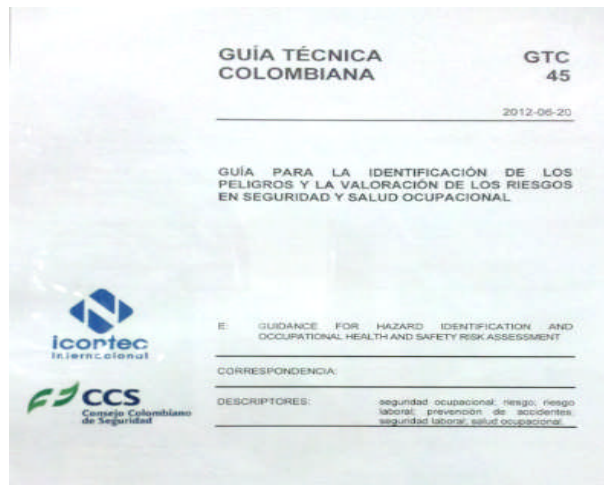 GUÍA TÉCNICA
COLOMBIANA
GTC
45
2012-06-20
GUÍA PARA LA IDENTIFICACIÓN DE LOS
PELIGROS Y LA VALORACIÓN DE LOS RIESGOS
EN SEGURIDAD Y SALUD OCUPACIONAL
E: GUIDANCE FOR HAZARD IDENTIFICATION AND
OCCUPATIONAL HEALTH AND SAFETY RISK ASSESSMENT
icontec
internacional
CORRESPONDENCIA:
CCS
Consejo Colombiano
de Seguridad
DESCRIPTORES: seguridad ocupacional; riesgo; riesgo
laboral; prevención de accidentes;
seguridad laboral; salud ocupacional.